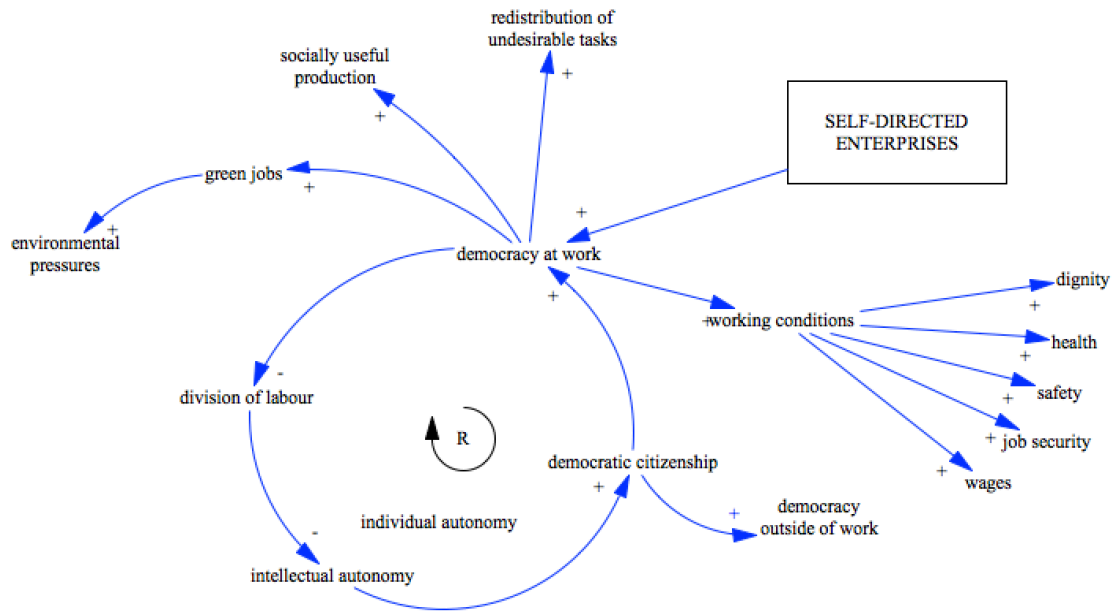 redistribution of
undesirable tasks
+
socially useful
production
+
SELF-DIRECTED
ENTERPRISES
green jobs
+
+
+
environmental
pressures
democracy at work
+
dignity
+
+working conditions
health
+
safety
+
-
division of labour
job security
+
R
democratic citizenship
+
wages
+
+
democracy
outside of work
individual autonomy
-
intellectual autonomy